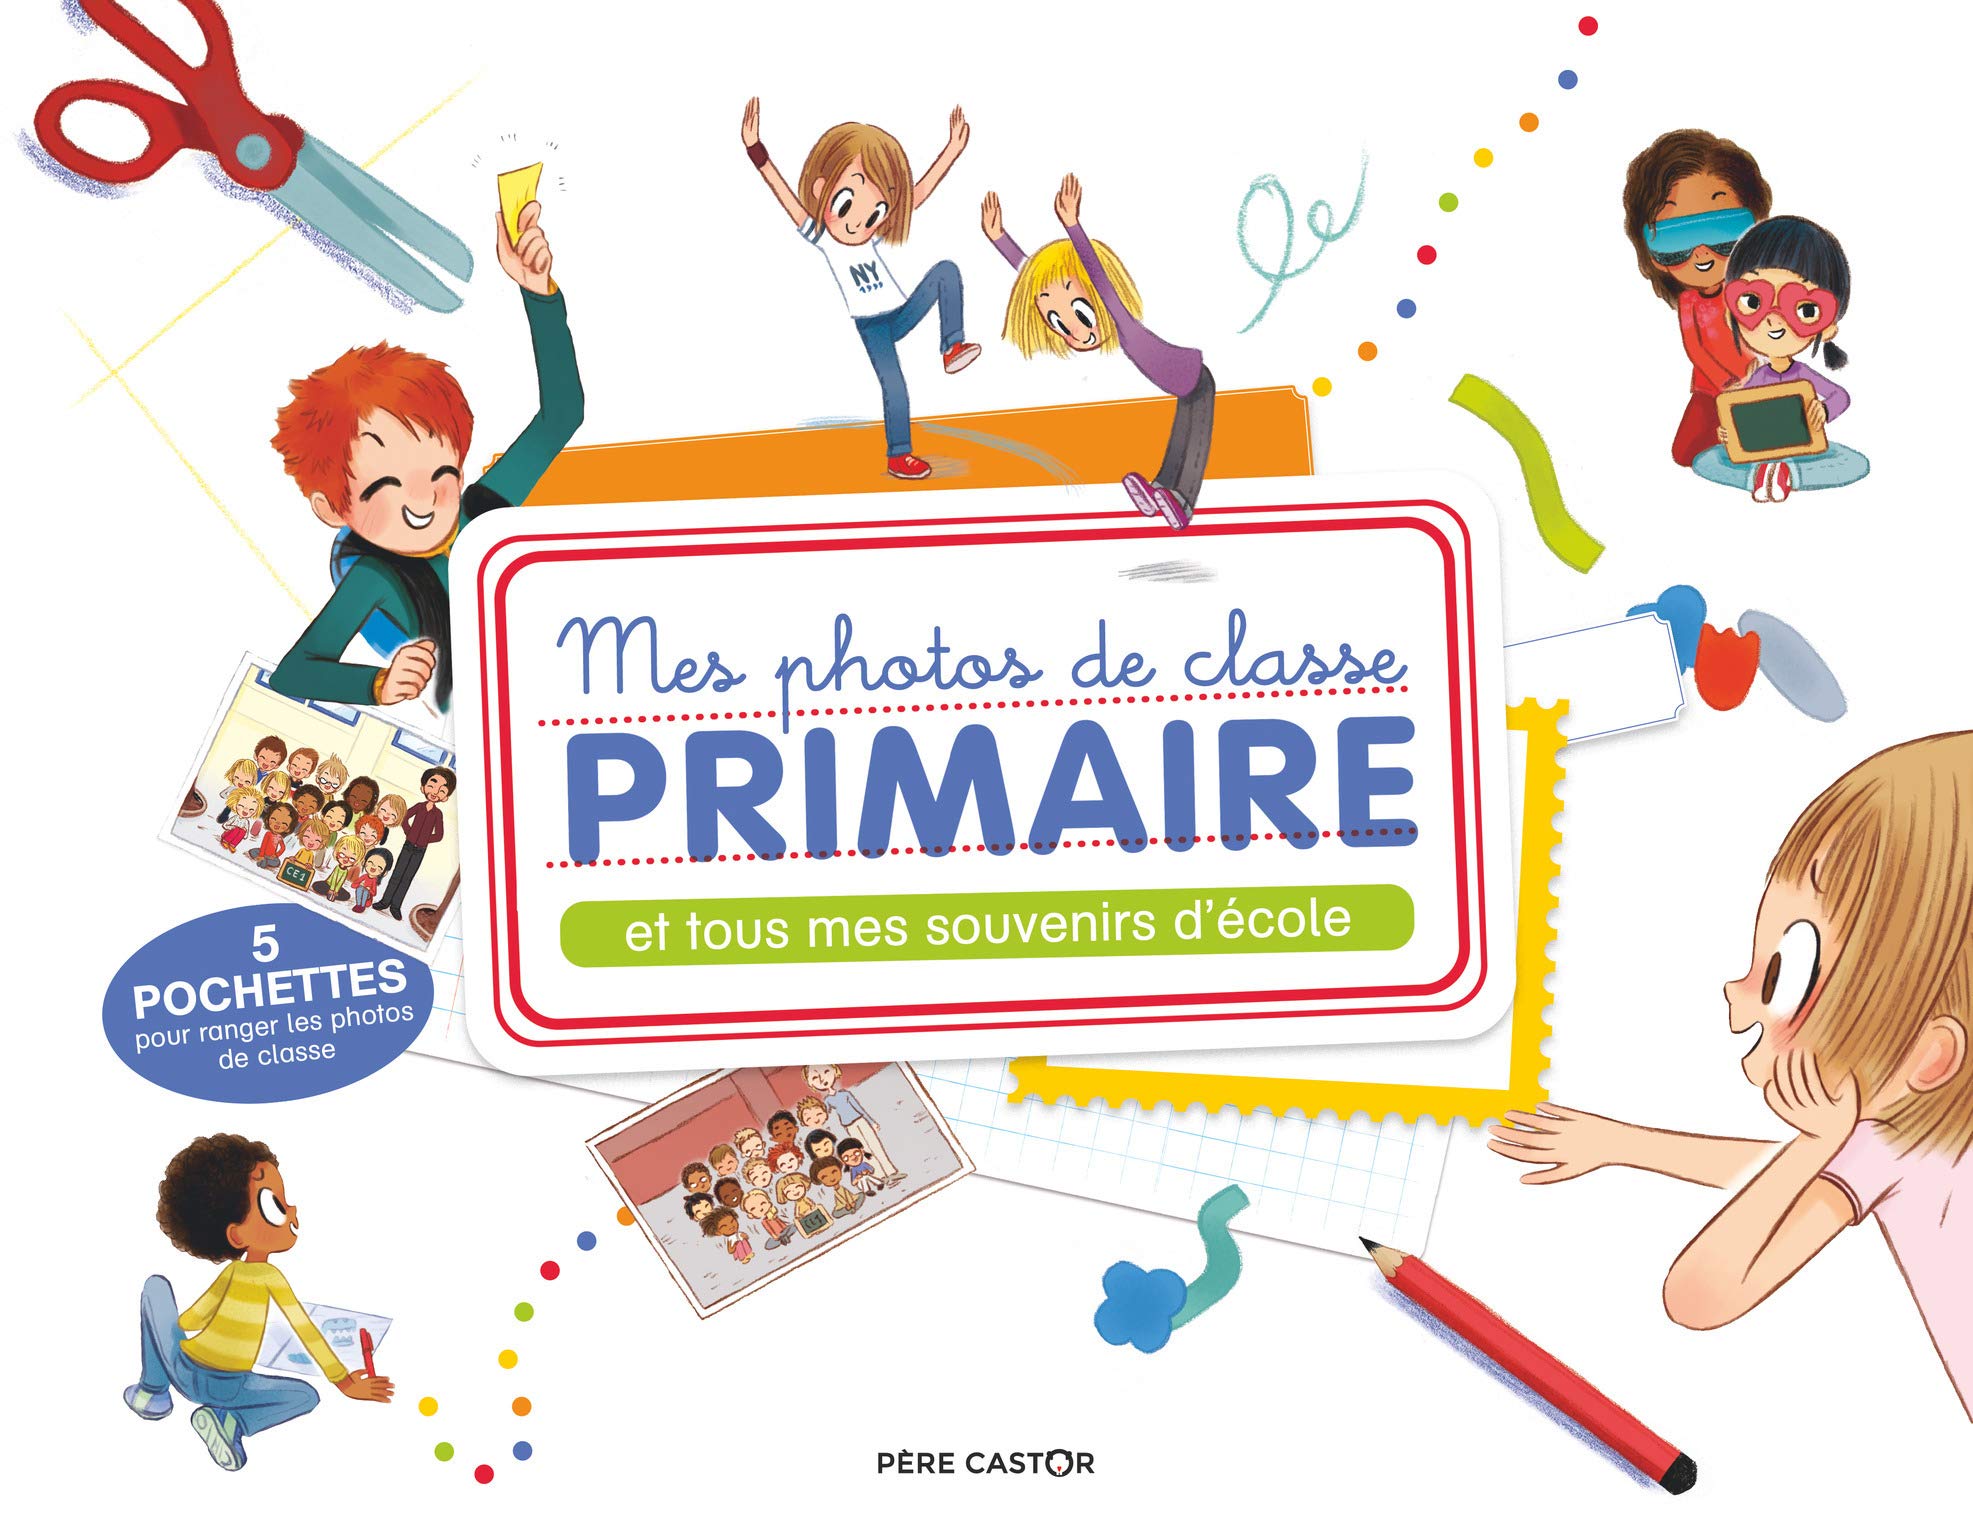 NY
1999
Mes photos de classe
PRIMAIRE
et tous mes souvenirs d'école
CE1
5
POCHETTES
pour ranger les photos
de classe
PÈRE CASTOR